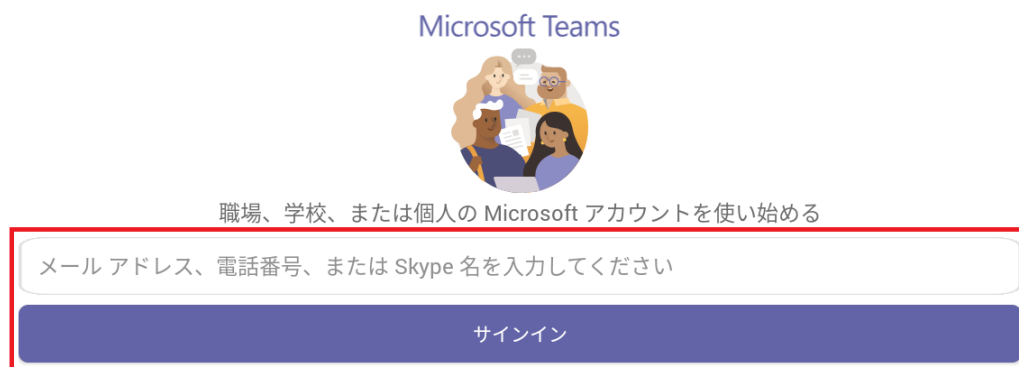 Microsoft Teams
職場、学校、または個人の Microsoft アカウントを使い始める
メール アドレス、電話番号、または Skype 名を入力してください
サインイン